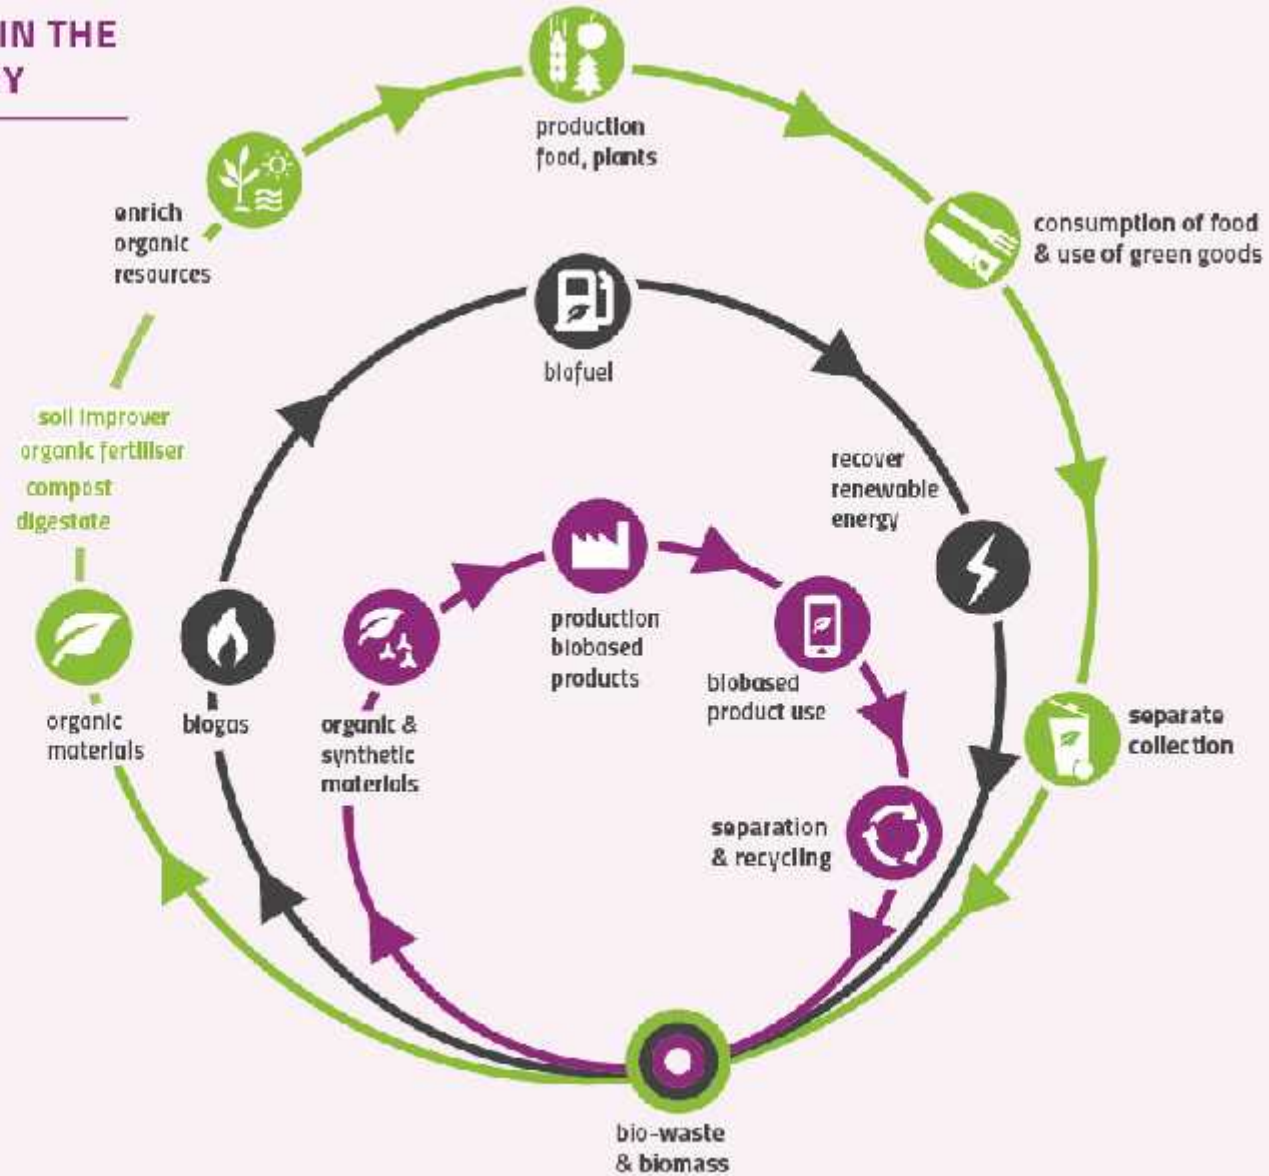 IN THE
Y
production
food, plants
enrich
organic
resources
consumption of food
& use of green goods
biofuel
soil improver
organic fertiliser
compost
digestate
recover
renewable
energy
production
biobased
products
biobased
product use
organic
materials
biogas
organic &
synthetic
materials
separate
collection
separation
& recycling
bio-waste
& biomass